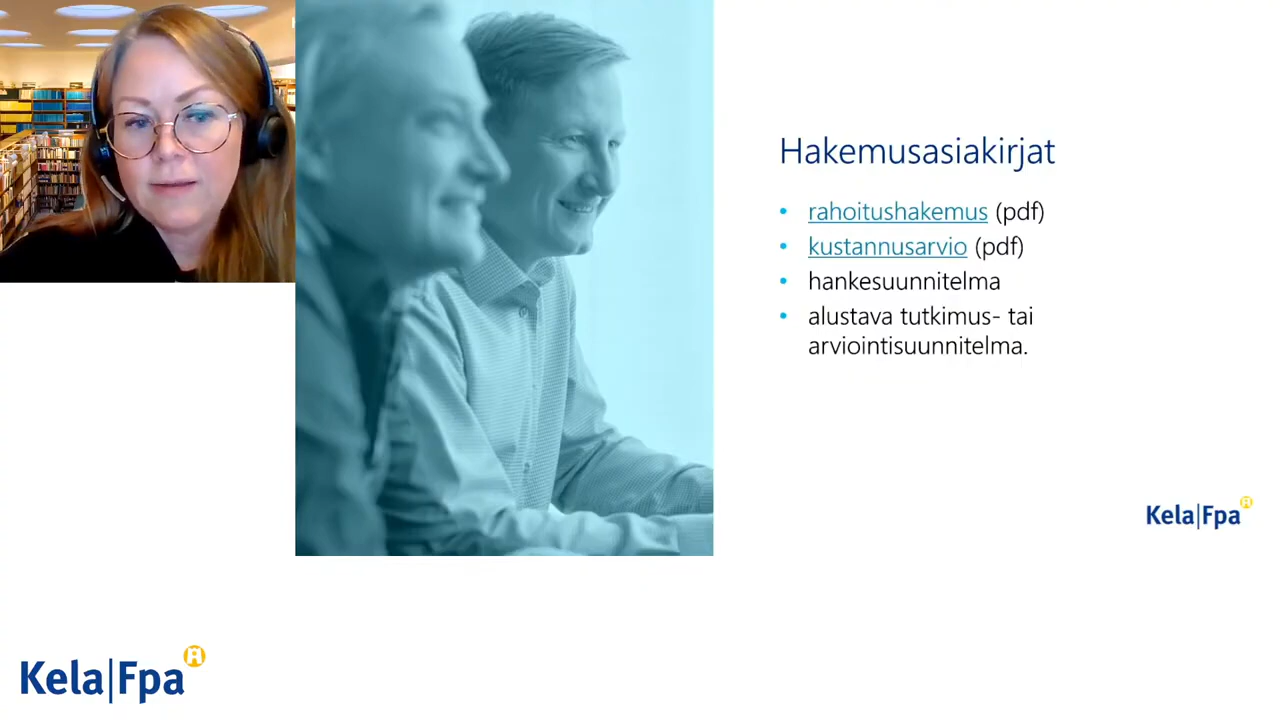 Hakemusasiakirjat
• rahoitushakemus (pdf)
• kustannusarvio (pdf)
• hankesuunnitelma
• alustava tutkimus- tai
arviointisuunnitelma.
Kela|Fpa
Kela|Fpa